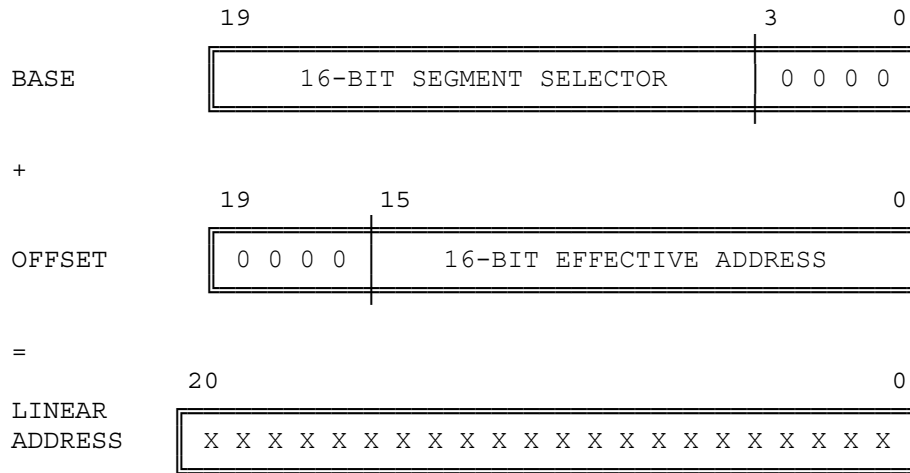 19 3 0
BASE 16-BIT SEGMENT SELECTOR 0 0 0 0
+
19 15 0
OFFSET 0 0 0 0 16-BIT EFFECTIVE ADDRESS
=
20 0
LINEAR
ADDRESS X X X X X X X X X X X X X X X X X X X X X X